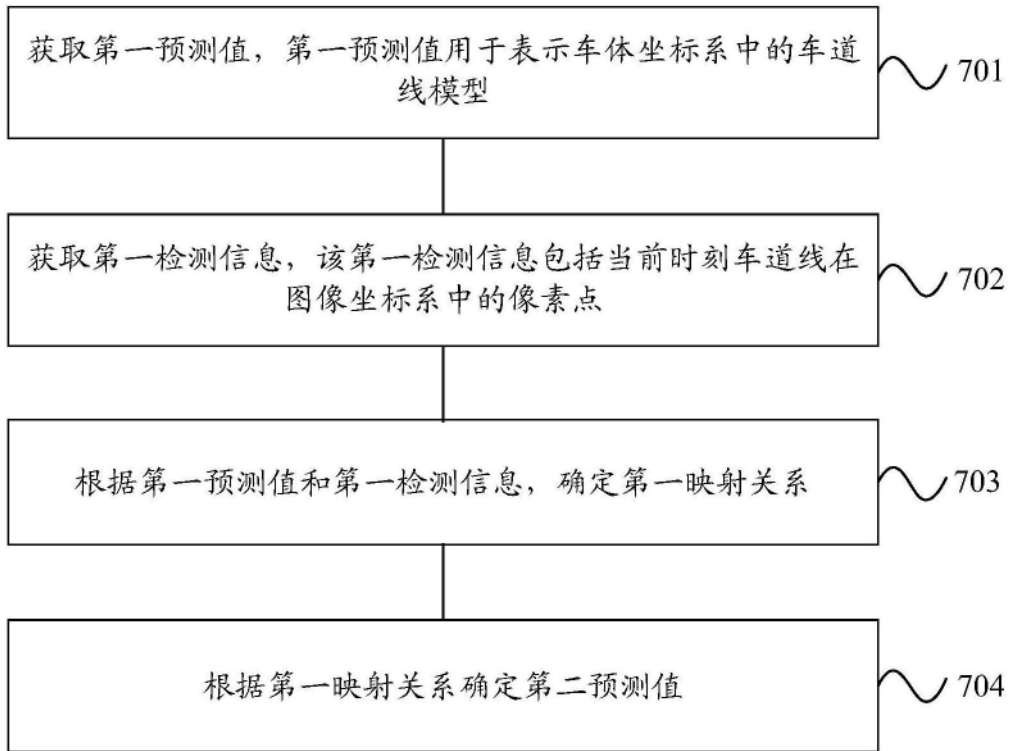 获取第一预测值，第一预测值用于表示车体坐标系中的车道
线模型
701
获取第一检测信息，该第一检测信息包括当前时刻车道线在
图像坐标系中的像素点
702
根据第一预测值和第一检测信息，确定第一映射关系
703
根据第一映射关系确定第二预测值
704